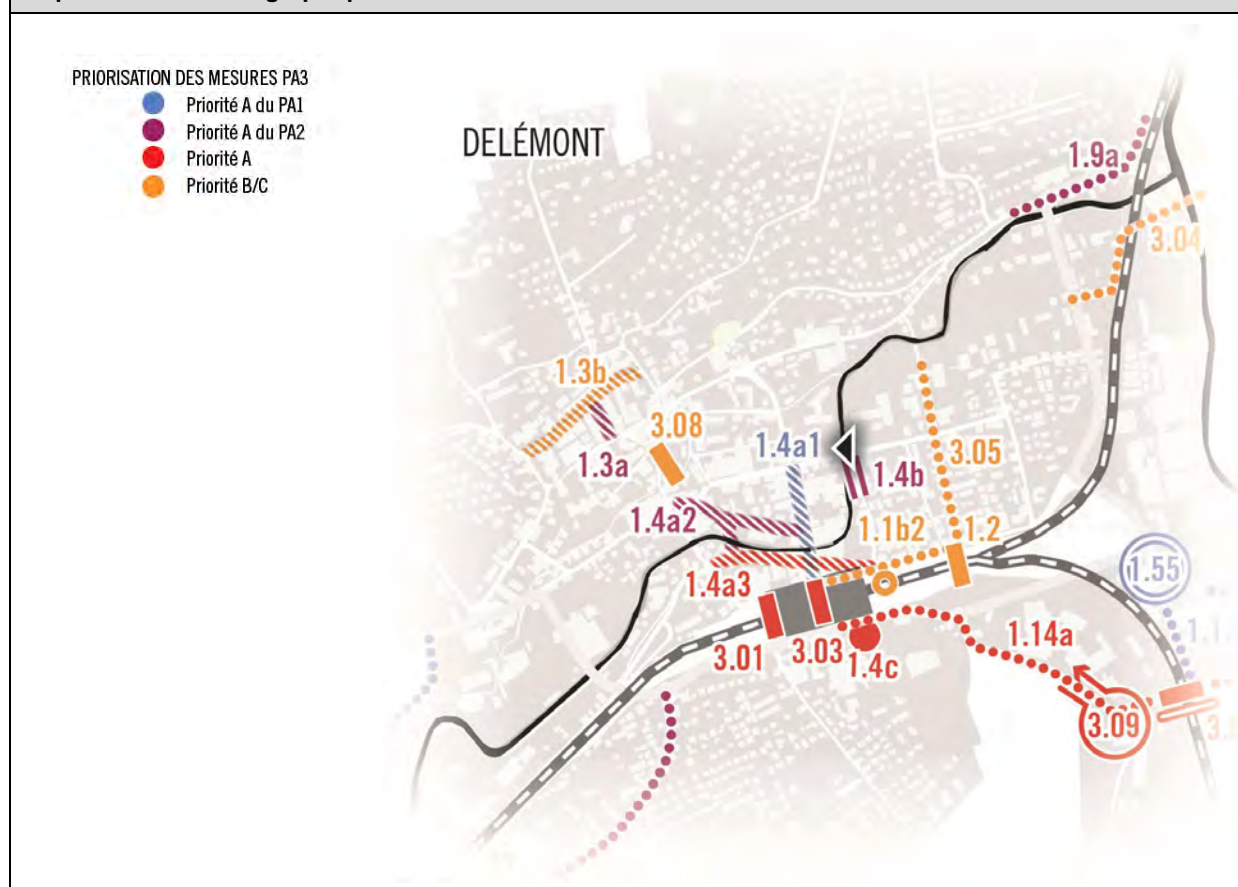 PRIORISATION DES MESURES PA3
Priorité A du PA1
Priorité A du PA2
Priorité A
Priorité B/C
DELÉMONT
1.9a
3.04
1.3b
3.08
1.4a1
1.3a
1.4b
3.05
1.4a2
1.1b2
1.2
1.4a3
1.55
3.01
3.03
1.4c
1.14a
3.09